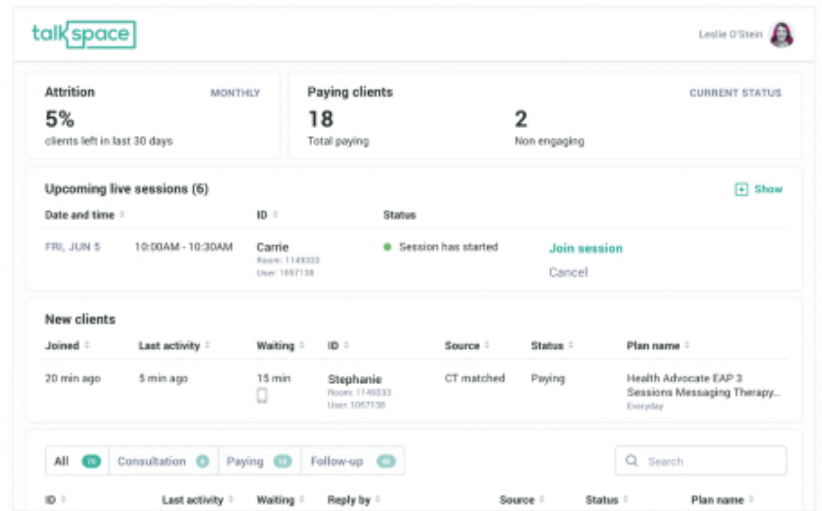 talkspace
Leslie O'Stein
Attrition MONTHLY
5%
clients left in last 30 days
Paying clients CURRENT STATUS
18 2
Total paying Non engaging
Upcoming live sessions (6) Show
Date and time ID Status
FRI, JUN 5 10:00AM - 10:30AM Carrie Session has started Join session
Room: 1149333
User: 1057138
Cancel
New clients
Joined Last activity Waiting ID Source Status Plan name
20 min ago 5 min ago 15 min Stephanie CT matched Paying Health Advocate EAP 3
Room: 1149333 Sessions Messaging Therapy...
User: 1057138 Everyday
All Consultation Paying Follow-up Search
ID Last activity Waiting Reply by Source Status Plan name